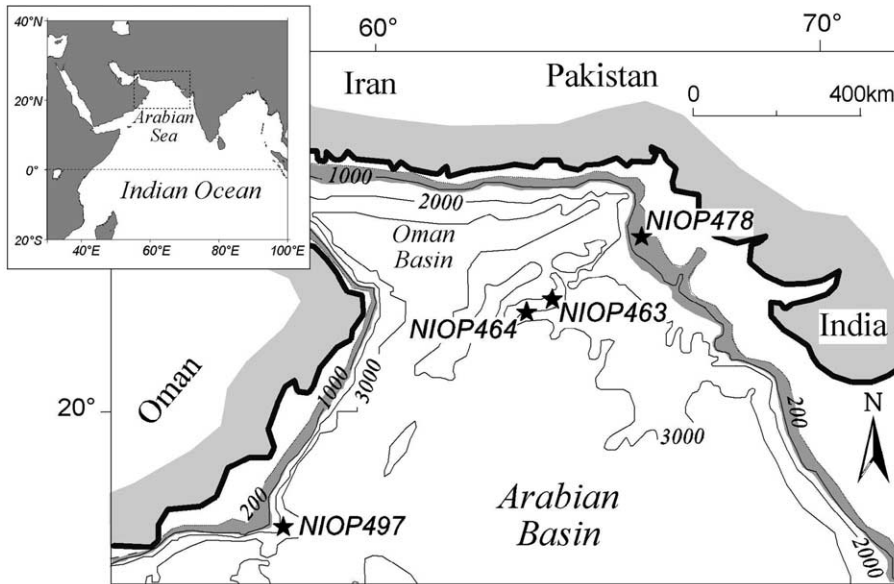 40°N
20°N
0°
20°S
40°E
60°E
80°E
100°E
Arabian
Sea
Indian Ocean
60°
70°
Iran
Pakistan
0
400km
1000
2000
NIOP478
Oman
Basin
NIOP463
NIOP464
India
Oman
1000
3000
20°
200
N
3000
200
Arabian
Basin
NIOP497
2000